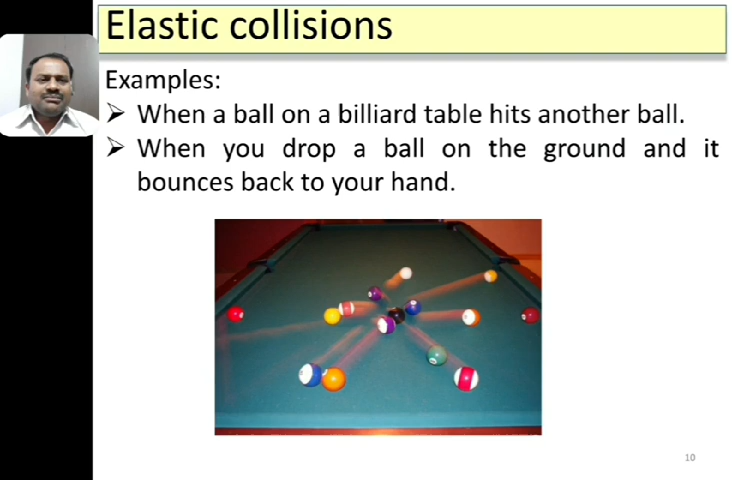 Elastic collisions
Examples:
➢ When a ball on a billiard table hits another ball.
➢ When you drop a ball on the ground and it
bounces back to your hand.
10